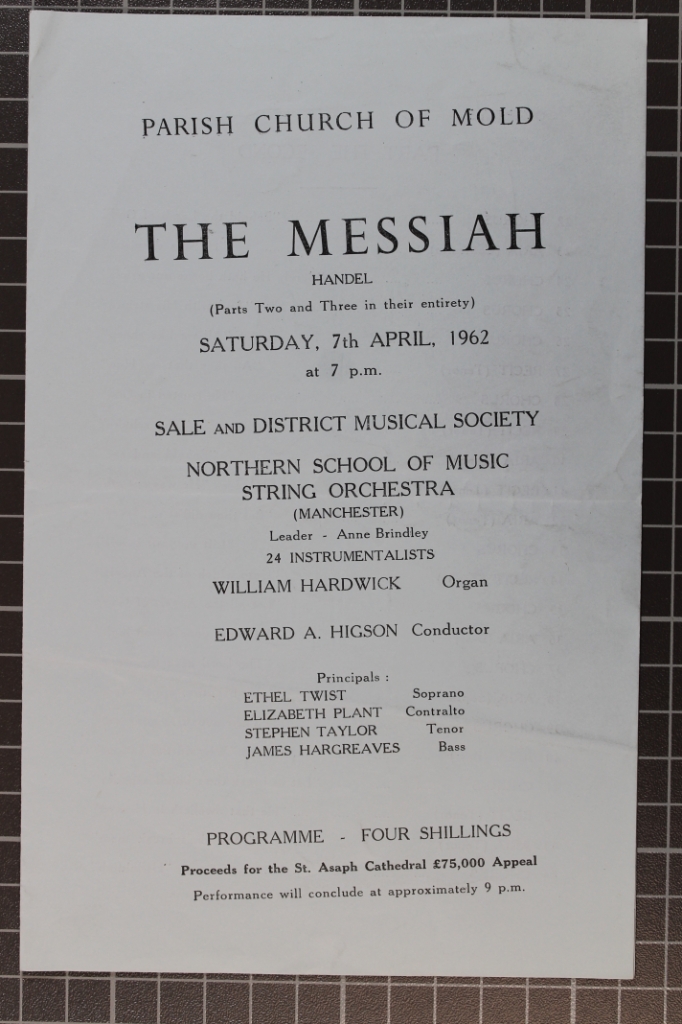 PARISH CHURCH OF MOLD
THE MESSIAH
HANDEL
(Parts Two and Three in their entirety)
SATURDAY, 7th APRIL, 1962
at 7 p.m.
SALE AND DISTRICT MUSICAL SOCIETY
NORTHERN SCHOOL OF MUSIC
STRING ORCHESTRA
(MANCHESTER)
Leader - Anne Brindley
24 INSTRUMENTALISTS
WILLIAM HARDWICK Organ
EDWARD A. HIGSON Conductor
Principals :
ETHEL TWIST Soprano
ELIZABETH PLANT Contralto
STEPHEN TAYLOR Tenor
JAMES HARGREAVES Bass
PROGRAMME - FOUR SHILLINGS
Proceeds for the St. Asaph Cathedral £75,000 Appeal
Performance will conclude at approximately 9 p.m.